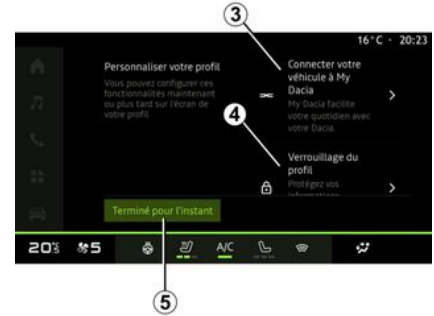 3
16°C · 20:23
Personnaliser votre profil
Vous pouvez configurer ces
fonctionnalités maintenant
ou plus tard sur l'écran de
votre profil
Connecter votre
véhicule à My
Dacia
My Dacia facilite
votre quotidien avec
votre Dacia.
4
Verrouillage du
profil
Protégez vos
informations
Terminé pour l'instant
20 5 A/C
5